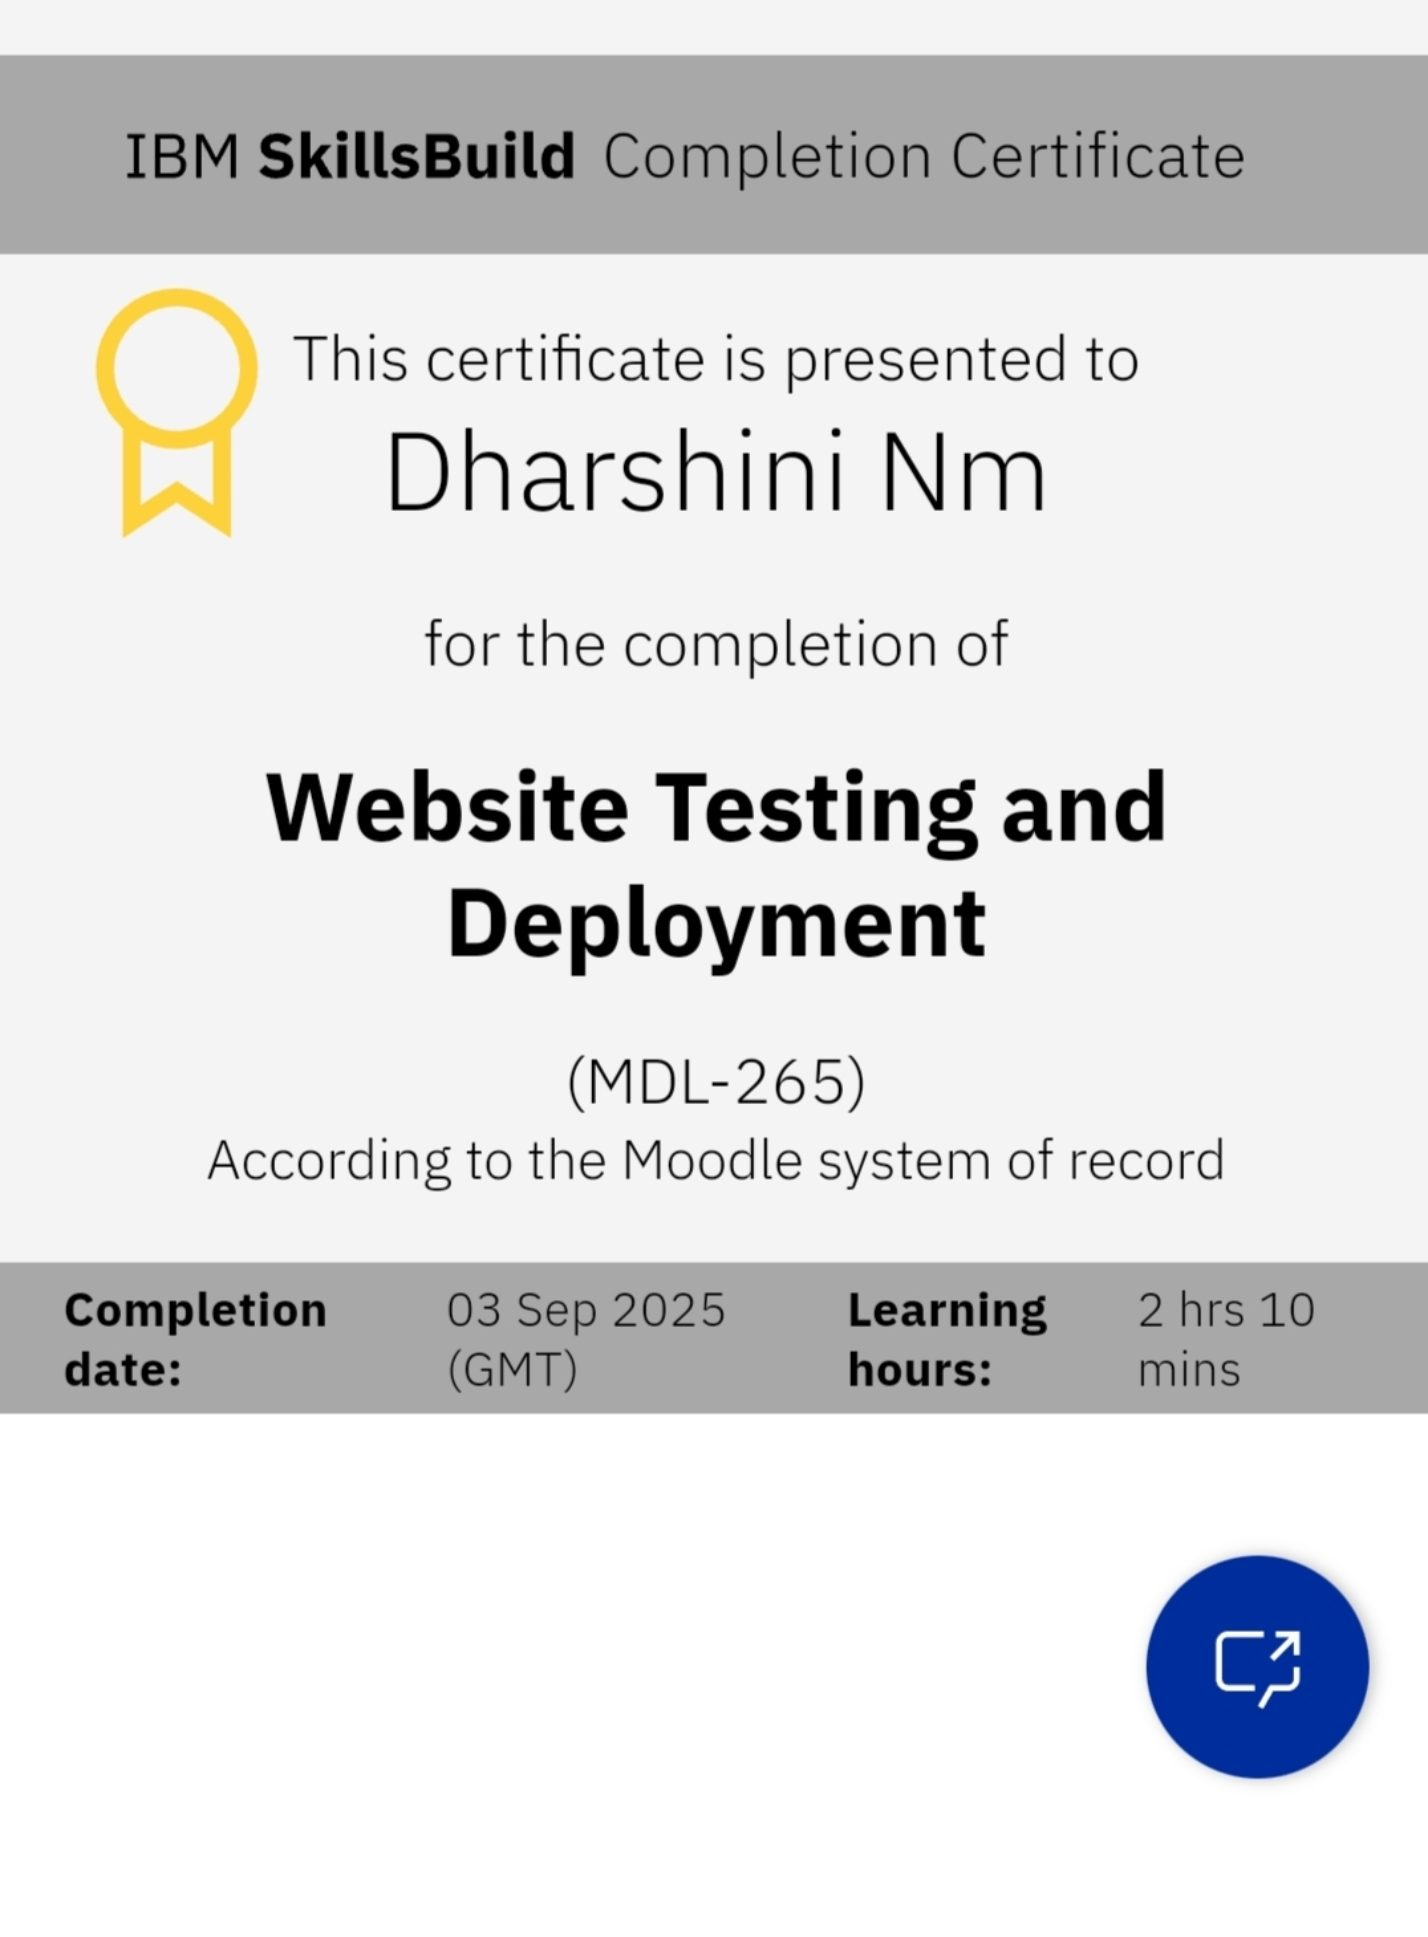 IBM SkillsBuild Completion Certificate
This certificate is presented to
Dharshini Nm
for the completion of
Website Testing and
Deployment
(MDL-265)
According to the Moodle system of record
Completion date: 03 Sep 2025 (GMT) Learning hours: 2 hrs 10 mins